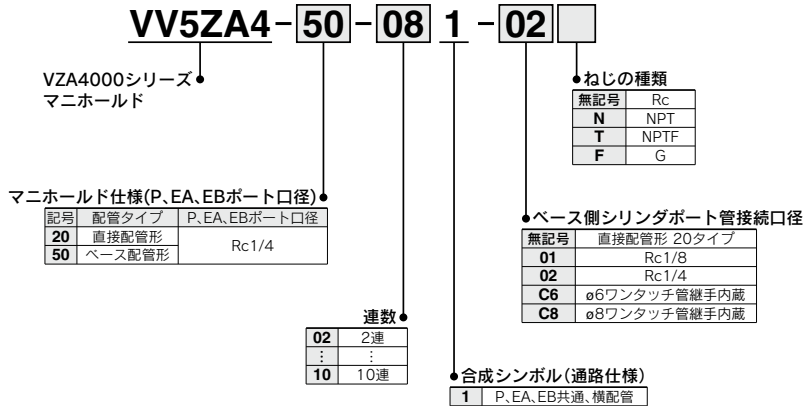 VV5ZA4-50-08 1-02
VZA4000シリーズ
マニホールド
ねじの種類
無記号 Rc
N NPT
T NPTF
F G
マニホールド仕様(P、EA、EBポート口径)
記号 配管タイプ P、EA、EBポート口径
20 直接配管形 Rc1/4
50 ベース配管形
ベース側シリンダポート管接続口径
無記号 直接配管形 20タイプ
01 Rc1/8
02 Rc1/4
C6 ø6ワンタッチ管継手内蔵
C8 ø8ワンタッチ管継手内蔵
連数
02 2連
⋮ ⋮
10 10連
合成シンボル(通路仕様)
1 P、EA、EB共通、横配管